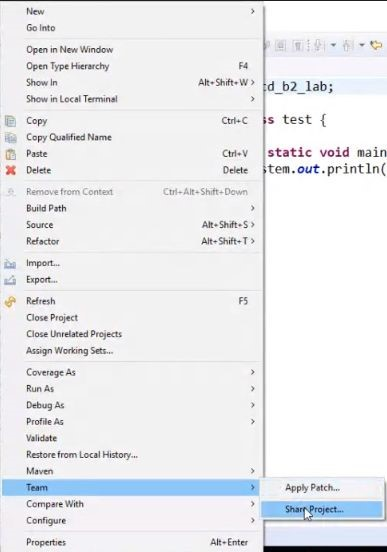 New
Go Into
Open in New Window
Open Type Hierarchy F4
Show In Alt+Shift+W
Show in Local Terminal
Copy Ctrl+C
Copy Qualified Name
Paste Ctrl+V
Delete Delete
Remove from Context Ctrl+Alt+Shift+Down
Build Path
Source Alt+Shift+S
Refactor Alt+Shift+T
Import...
Export...
Refresh F5
Close Project
Close Unrelated Projects
Assign Working Sets...
Coverage As
Run As
Debug As
Profile As
Validate
Restore from Local History...
Maven
Team
Compare With
Configure
Properties Alt+Enter
Apply Patch...
Share Project...
cd_b2_lab;
ss test {
static void main
stem.out.println(